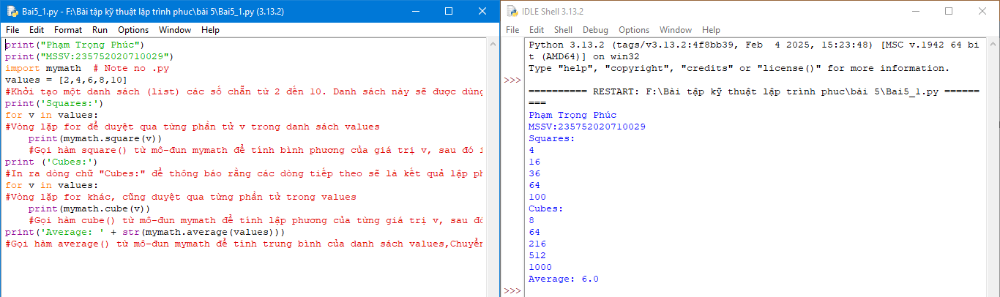 Bai5_1.py - F:\Bài tập kỹ thuật lập trình phuc\bài 5\Bai5_1.py (3.13.2)
File Edit Format Run Options Window Help
print("Phạm Trọng Phúc")
print("MSSV:235752020710029")
import mymath  # Note no .py
values = [2,4,6,8,10]
#Khởi tạo một danh sách (list) các số chẵn từ 2 đến 10. Danh sách này sẽ được dùng
print('Squares:')
for v in values:
#Vòng lặp for để duyệt qua từng phần tử v trong danh sách values
    print(mymath.square(v))
    #Gọi hàm square() từ mô-đun mymath để tính bình phương của giá trị v, sau đó
print ('Cubes:')
#In ra dòng chữ "Cubes:" để thông báo rằng các dòng tiếp theo sẽ là kết quả lập
for v in values:
#Vòng lặp for khác, cũng duyệt qua từng phần tử trong values
    print(mymath.cube(v))
    #Gọi hàm cube() từ mô-đun mymath để tính lập phương của từng giá trị v, sau
print('Average: ' + str(mymath.average(values)))
#Gọi hàm average() từ mô-đun mymath để tính trung bình của danh sách values,Chuyển
IDLE Shell 3.13.2
File Edit Shell Debug Options Window Help
Python 3.13.2 (tags/v3.13.2:4f8bb39, Feb  4 2025, 15:23:48) [MSC v.1942 64 bi
t (AMD64)] on win32
Type "help", "copyright", "credits" or "license()" for more information.
>>>
========== RESTART: F:\Bài tập kỹ thuật lập trình phuc\bài 5\Bai5_1.py ======
===
Phạm Trọng Phúc
MSSV:235752020710029
Squares:
4
16
36
64
100
Cubes:
8
64
216
512
1000
Average: 6.0
>>>